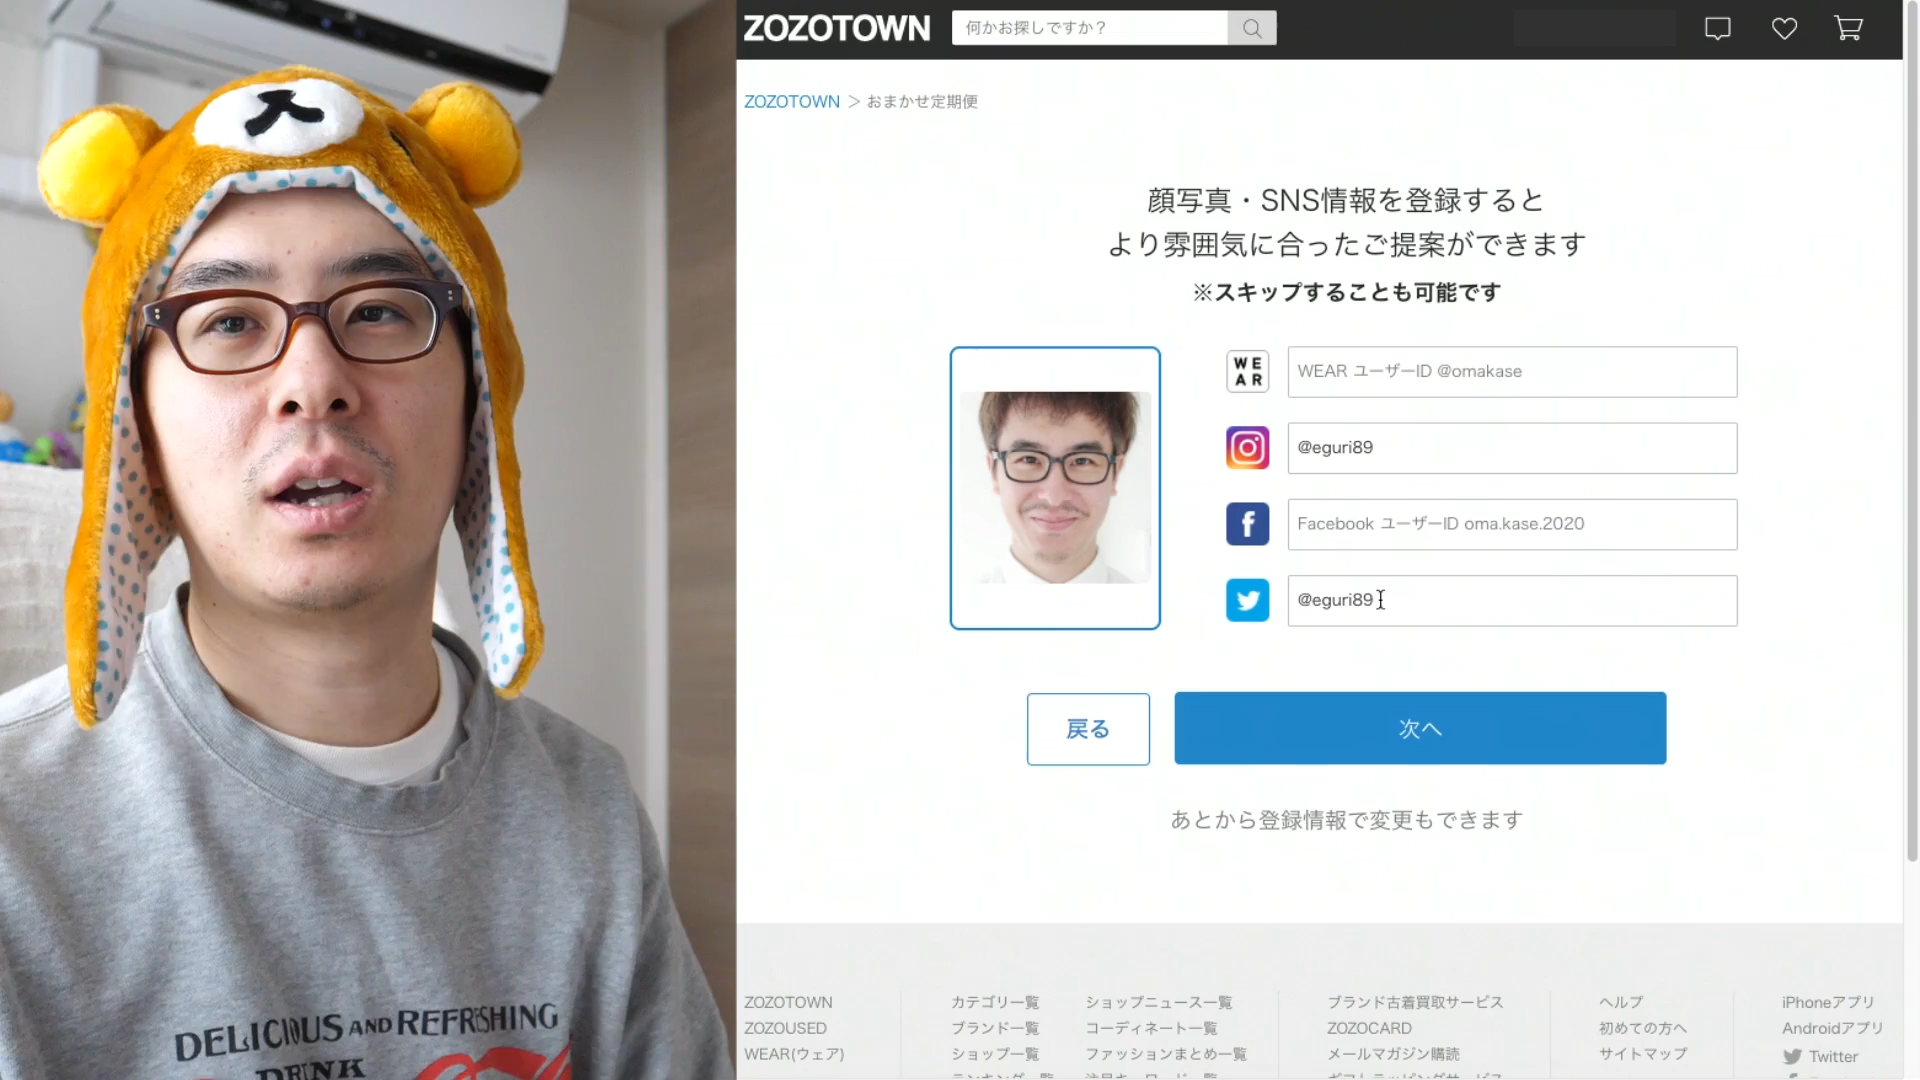 DELICIOUS AND REFRESHING
DRINK
ZOZOTOWN
何かお探しですか？
ZOZOTOWN ＞ おまかせ定期便
顔写真・SNS情報を登録すると
より雰囲気に合ったご提案ができます
※スキップすることも可能です
WEAR
WEAR ユーザーID @omakase
@eguri89
Facebook ユーザーID oma.kase.2020
@eguri89
戻る
次へ
あとから登録情報で変更もできます
ZOZOTOWN
ZOZOUSED
WEAR(ウェア)
カテゴリ一覧
ブランド一覧
ショップ一覧
ショップニュース一覧
コーディネート一覧
ファッションまとめ一覧
ブランド古着買取サービス
ZOZOCARD
メールマガジン購読
ヘルプ
初めての方へ
サイトマップ
iPhoneアプリ
Androidアプリ
Twitter